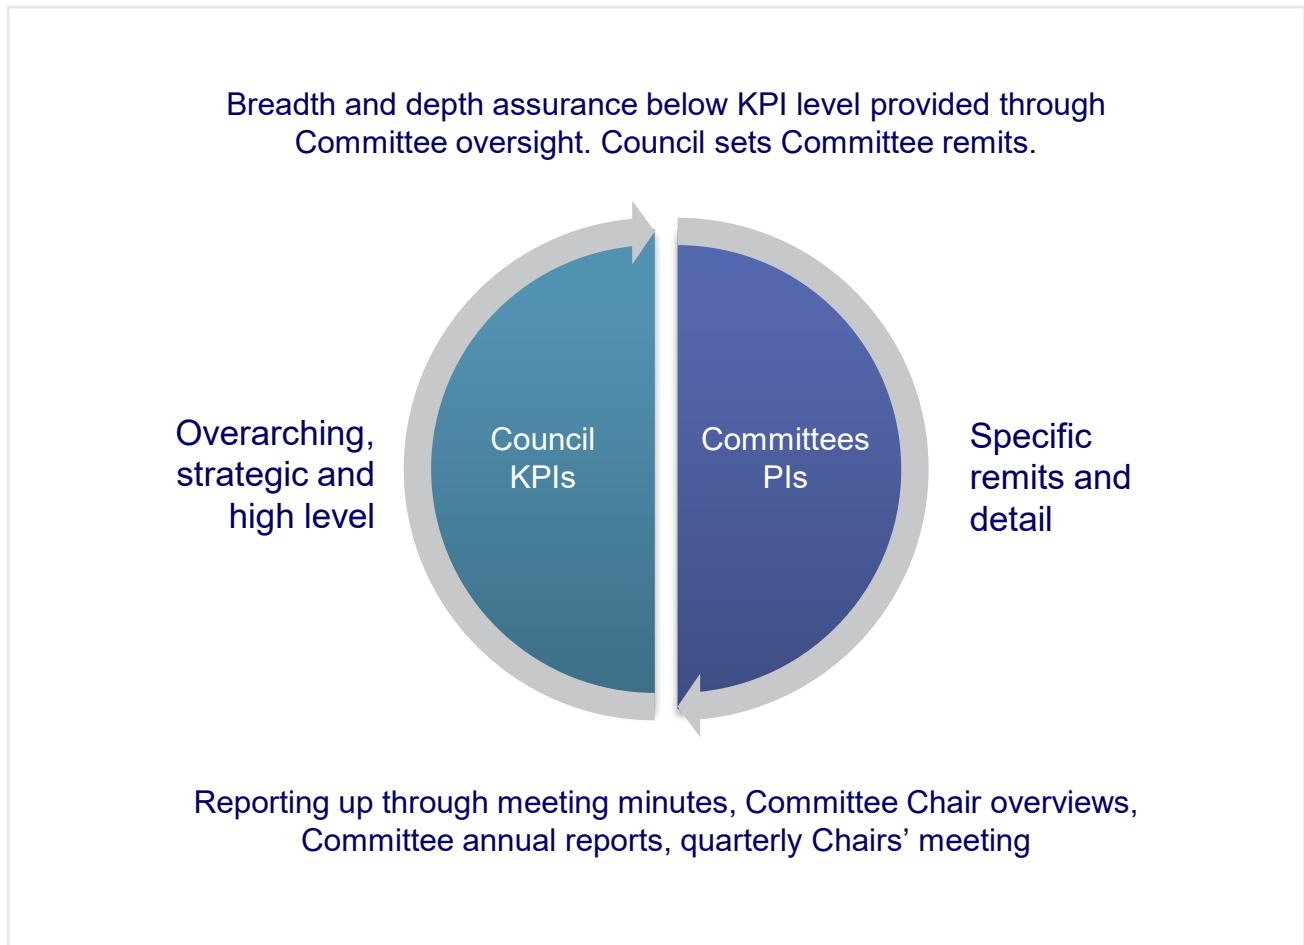 Breadth and depth assurance below KPI level provided through
Committee oversight. Council sets Committee remits.
Overarching,
strategic and
high level
Council
KPIs
Committees
PIs
Specific
remits and
detail
Reporting up through meeting minutes, Committee Chair overviews,
Committee annual reports, quarterly Chairs’ meeting